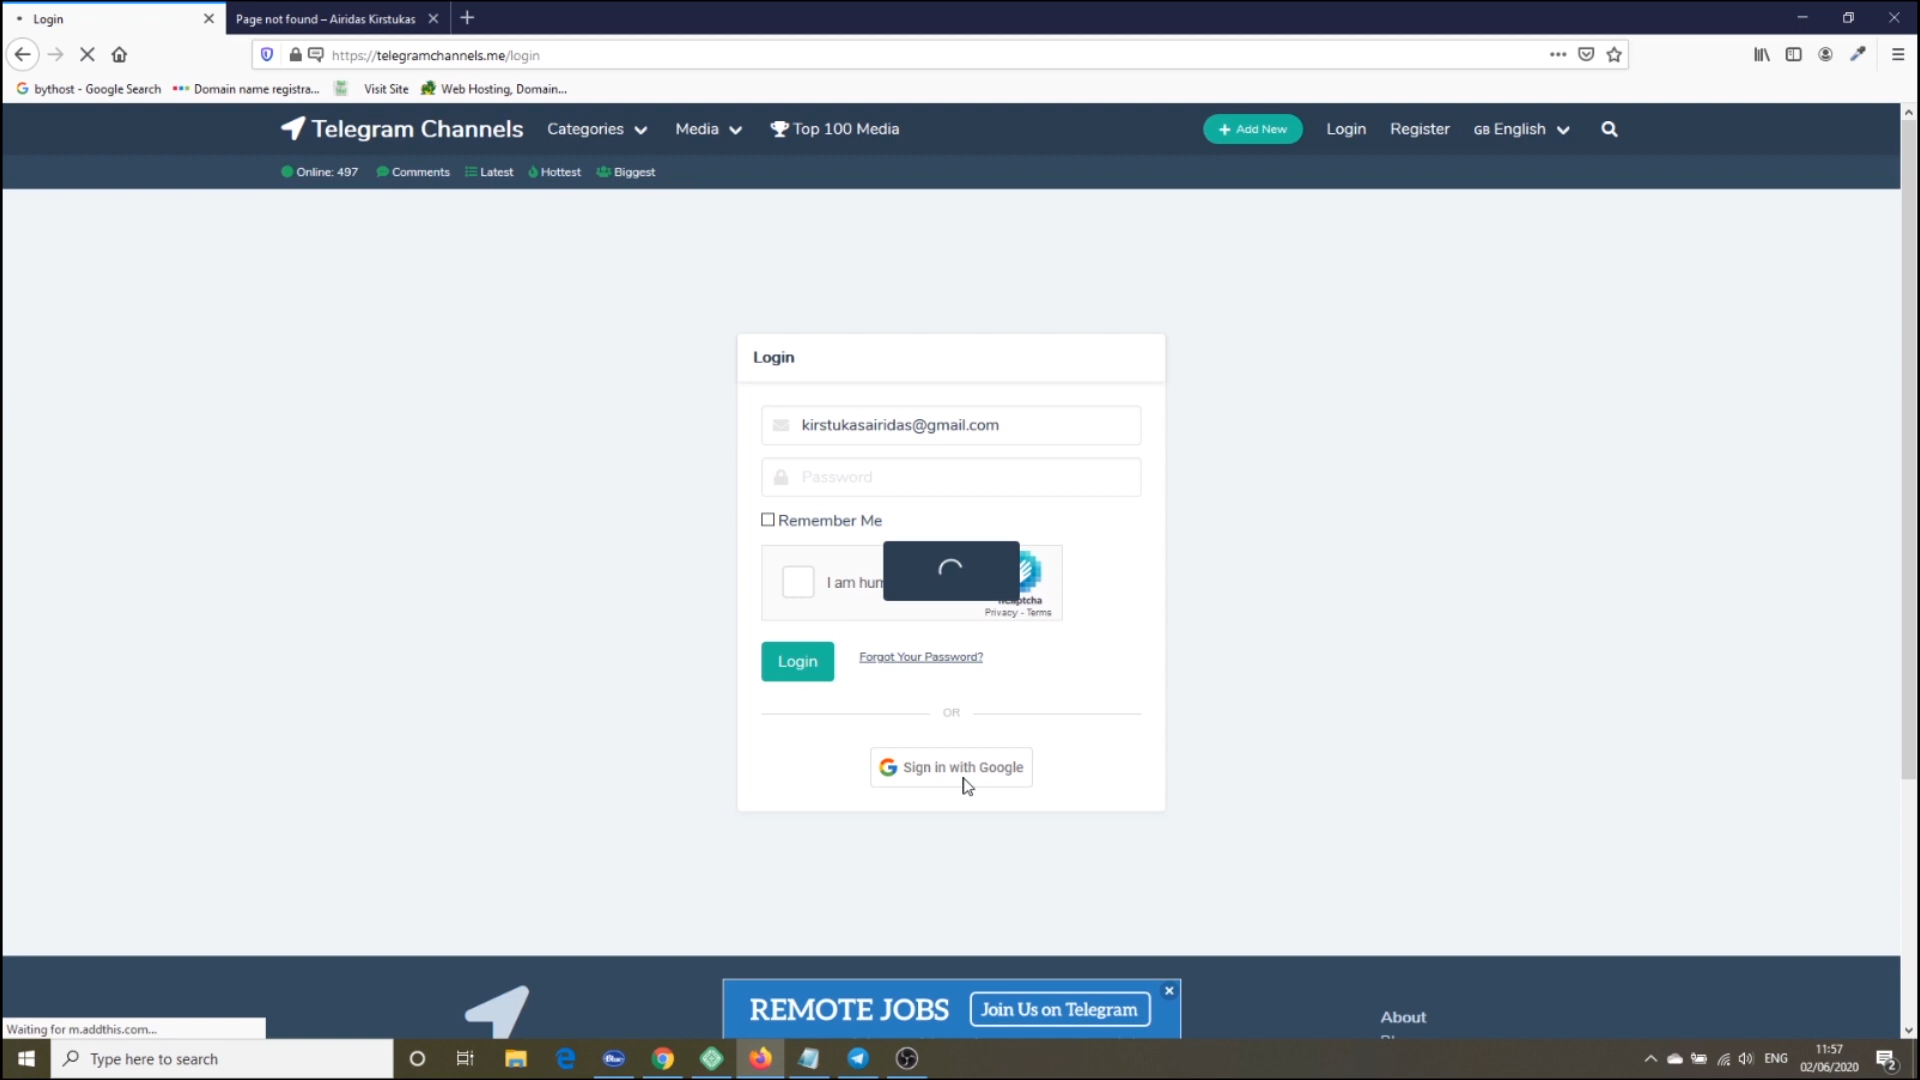 Login
Page not found – Airidas Kirstukas
https://telegramchannels.me/login
bythost - Google Search
Domain name registra...
Visit Site
Web Hosting, Domain...
Telegram Channels
Categories
Media
Top 100 Media
+ Add New
Login
Register
GB English
Online: 497
Comments
Latest
Hottest
Biggest
Login
kirstukasairidas@gmail.com
Password
Remember Me
I am hum
Privacy - Terms
Login
Forgot Your Password?
OR
Sign in with Google
REMOTE JOBS
Join Us on Telegram
About
Waiting for m.addthis.com...
Type here to search
ENG
11:57
02/06/2020
2